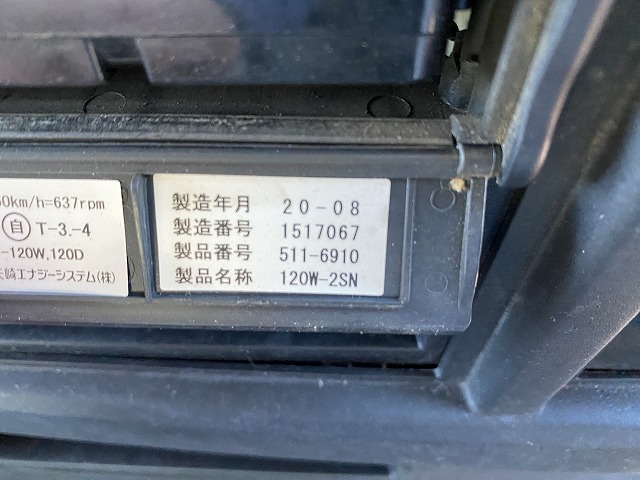 60km/h=637rpm
自 T-3.-4
-120W,120D
矢崎エナジーシステム(株)
製造年月 20-08
製造番号 1517067
製品番号 511-6910
製品名称 120W-2SN